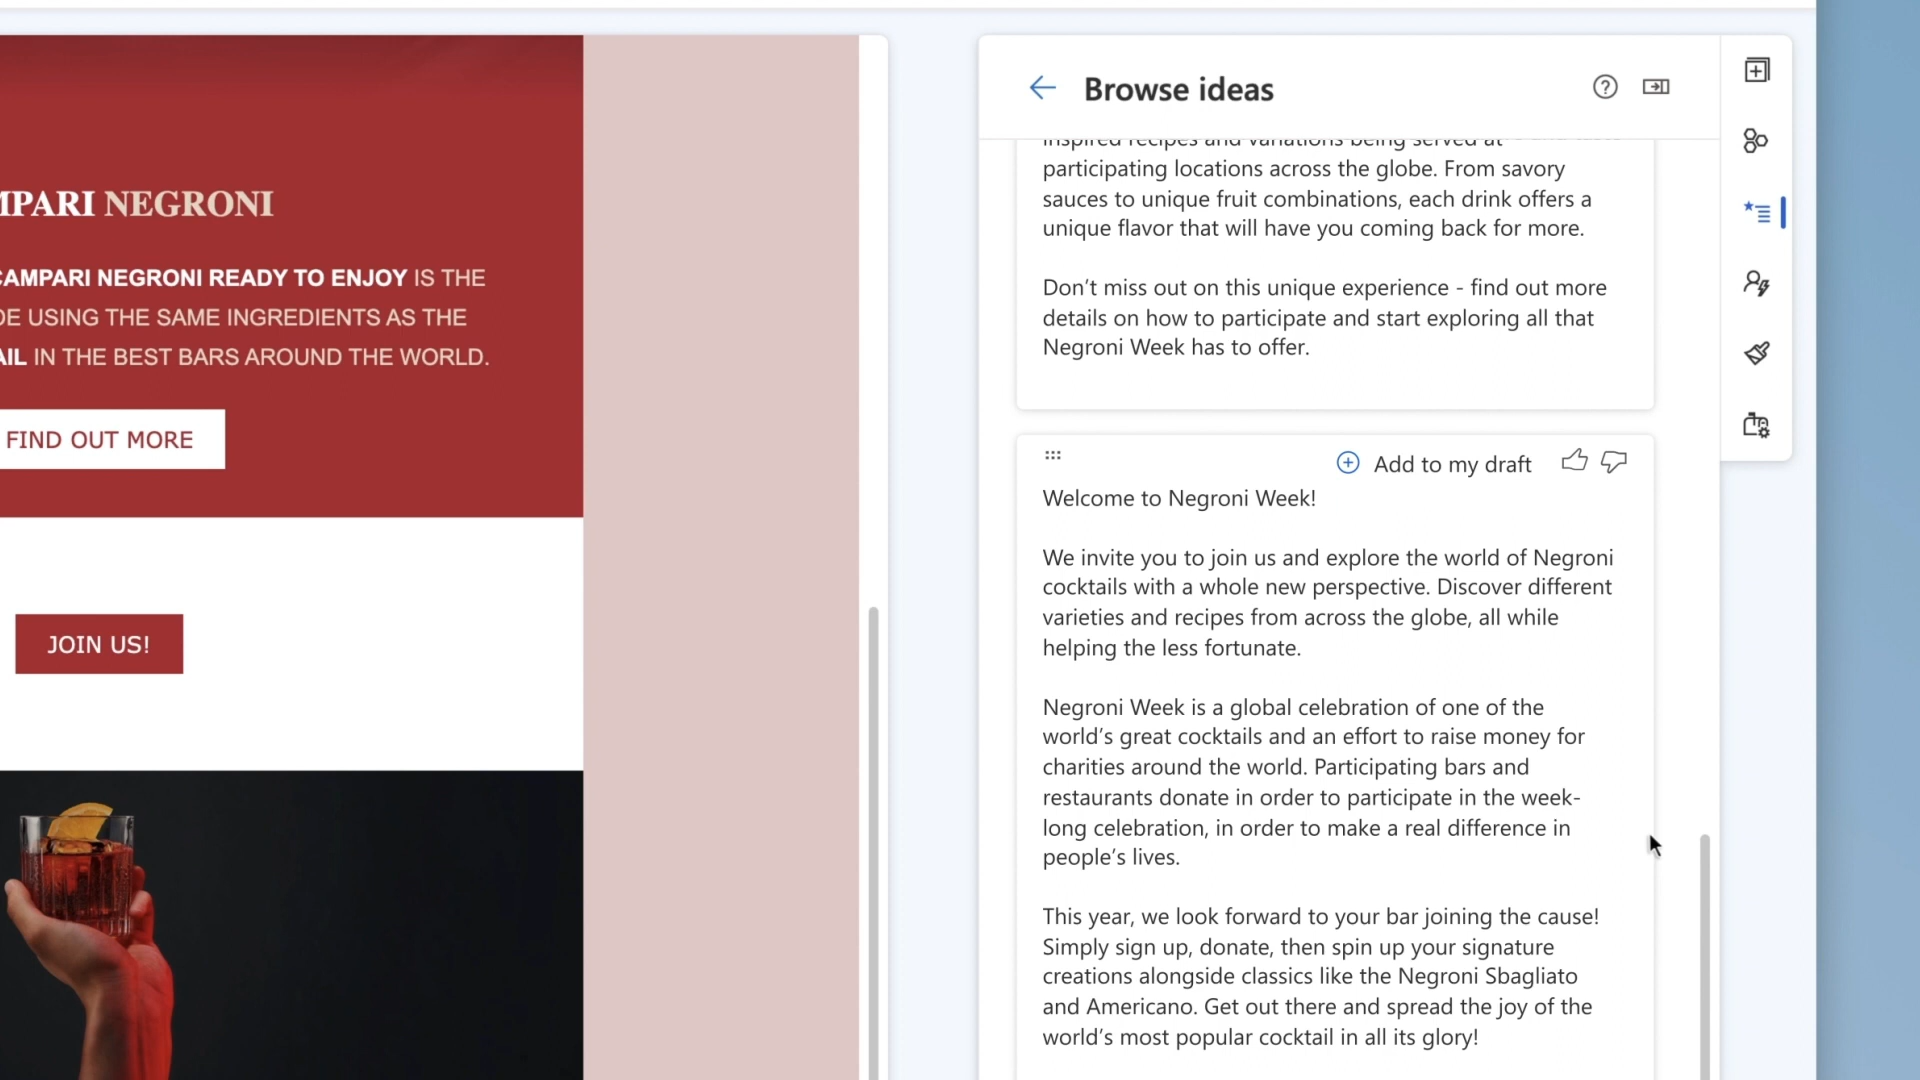 MPARI NEGRONI
CAMPARI NEGRONI READY TO ENJOY IS THE
DE USING THE SAME INGREDIENTS AS THE
AIL IN THE BEST BARS AROUND THE WORLD.
FIND OUT MORE
JOIN US!
Browse ideas
inspired recipes and variations being served at
participating locations across the globe. From savory
sauces to unique fruit combinations, each drink offers a
unique flavor that will have you coming back for more.
Don’t miss out on this unique experience - find out more
details on how to participate and start exploring all that
Negroni Week has to offer.
Add to my draft
Welcome to Negroni Week!
We invite you to join us and explore the world of Negroni
cocktails with a whole new perspective. Discover different
varieties and recipes from across the globe, all while
helping the less fortunate.
Negroni Week is a global celebration of one of the
world’s great cocktails and an effort to raise money for
charities around the world. Participating bars and
restaurants donate in order to participate in the week-
long celebration, in order to make a real difference in
people’s lives.
This year, we look forward to your bar joining the cause!
Simply sign up, donate, then spin up your signature
creations alongside classics like the Negroni Sbagliato
and Americano. Get out there and spread the joy of the
world’s most popular cocktail in all its glory!